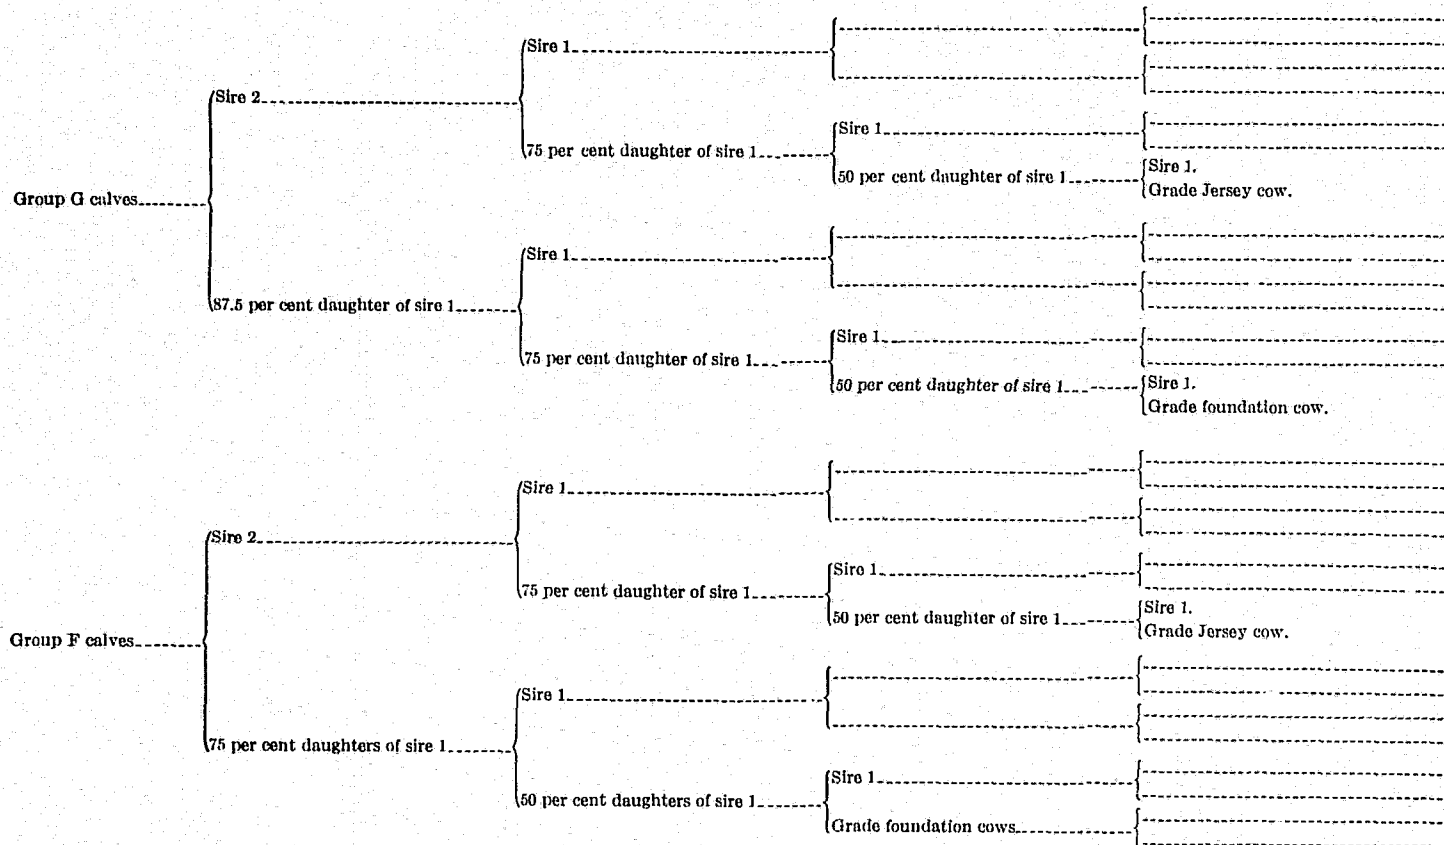 Sire 1
Sire 2
Sire 1
75 per cent daughter of sire 1
50 per cent daughter of sire 1
Sire 1.
Grade Jersey cow.
Group G calves
Sire 1
87.5 per cent daughter of sire 1
Sire 1
75 per cent daughter of sire 1
50 per cent daughter of sire 1
Sire 1.
Grade foundation cow.
Sire 1
Sire 2
Sire 1
75 per cent daughter of sire 1
50 per cent daughter of sire 1
Sire 1.
Grade Jersey cow.
Group F calves
Sire 1
75 per cent daughters of sire 1
Sire 1
50 per cent daughters of sire 1
Grade foundation cows